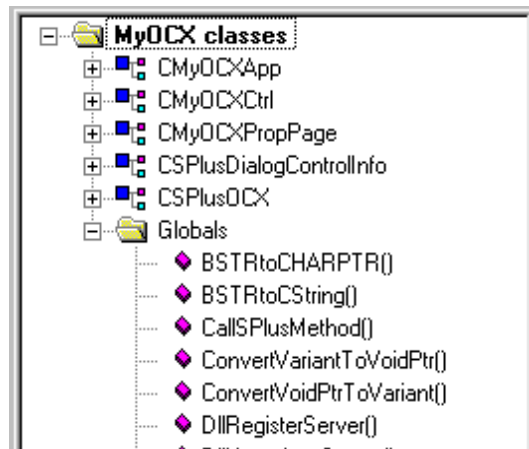 MyOCX classes
CMyOCXApp
CMyOCXCtrl
CMyOCXPropPage
CSPlusDialogControlInfo
CSPlusOCX
Globals
BSTRtoCHARPTR()
BSTRtoCString()
CallSPlusMethod()
ConvertVariantToVoidPtr()
ConvertVoidPtrToVariant()
DllRegisterServer()